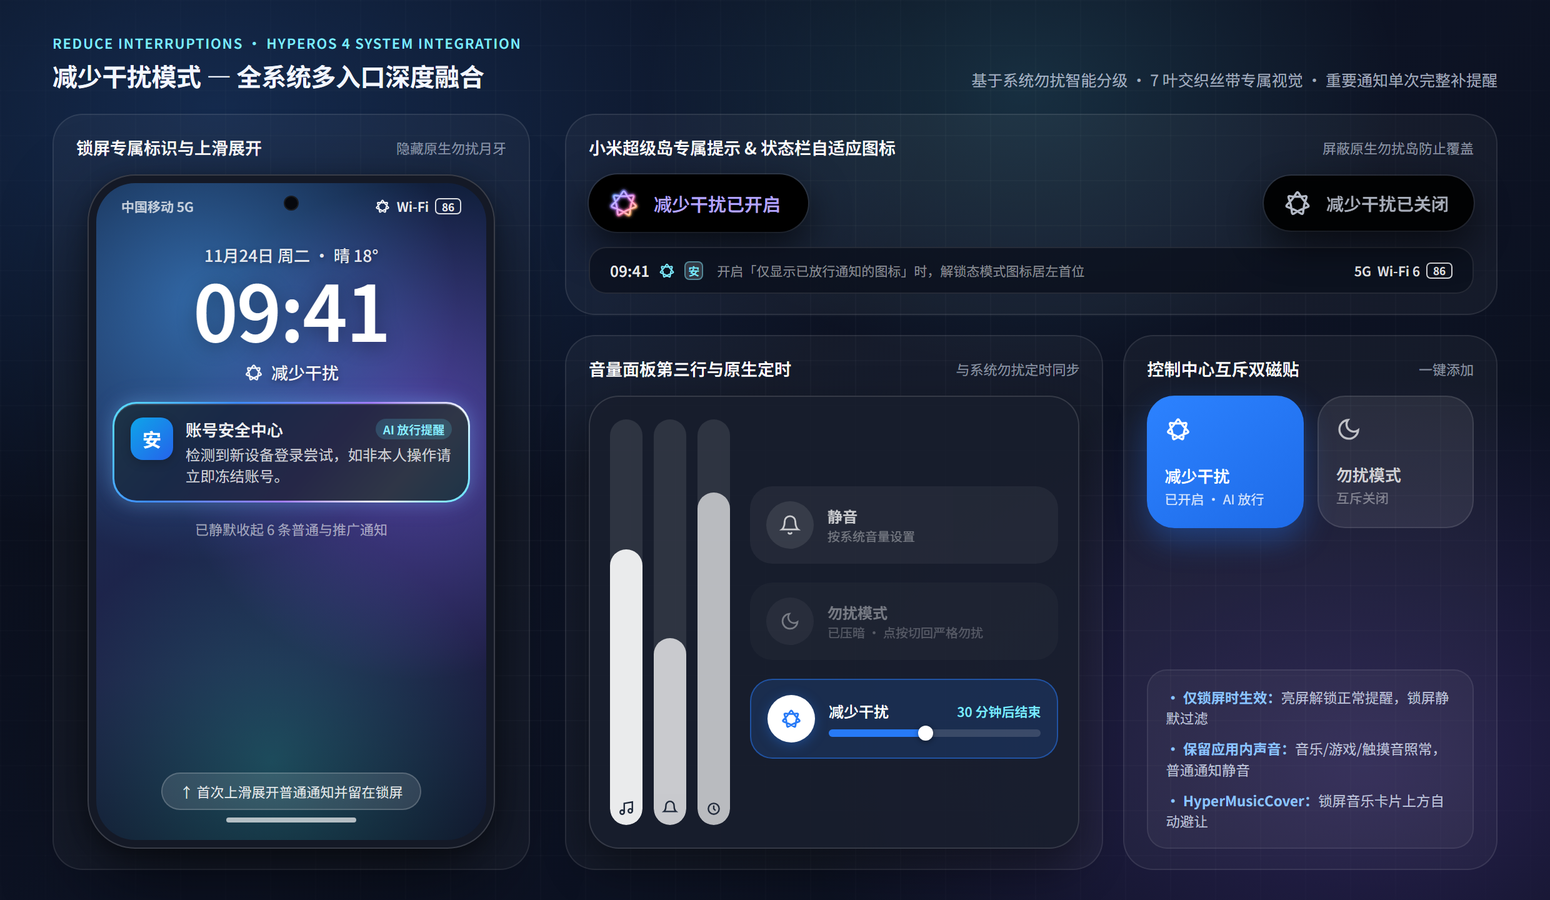 REDUCE INTERRUPTIONS • HYPEROS 4 SYSTEM INTEGRATION
减少干扰模式 — 全系统多入口深度融合
基于系统勿扰智能分级 • 7 叶交织丝带专属视觉 • 重要通知单次完整补提醒
锁屏专属标识与上滑展开
隐藏原生勿扰月牙
中国移动 5G
Wi-Fi 86
11月24日 周二 • 晴 18°
09:41
减少干扰
安
账号安全中心
AI 放行提醒
检测到新设备登录尝试，如非本人操作请
立即冻结账号。
已静默收起 6 条普通与推广通知
↑ 首次上滑展开普通通知并留在锁屏
小米超级岛专属提示 & 状态栏自适应图标
屏蔽原生勿扰岛防止覆盖
减少干扰已开启
减少干扰已关闭
09:41 安 开启「仅显示已放行通知的图标」时，解锁态模式图标居左首位
5G Wi-Fi 6 86
音量面板第三行与原生定时
与系统勿扰定时同步
静音
按系统音量设置
勿扰模式
已压暗 • 点按切回严格勿扰
减少干扰
30 分钟后结束
控制中心互斥双磁贴
一键添加
减少干扰
已开启 • AI 放行
勿扰模式
互斥关闭
• 仅锁屏时生效：亮屏解锁正常提醒，锁屏静
默过滤
• 保留应用内声音：音乐/游戏/触摸音照常，
普通通知静音
• HyperMusicCover：锁屏音乐卡片上方自
动避让